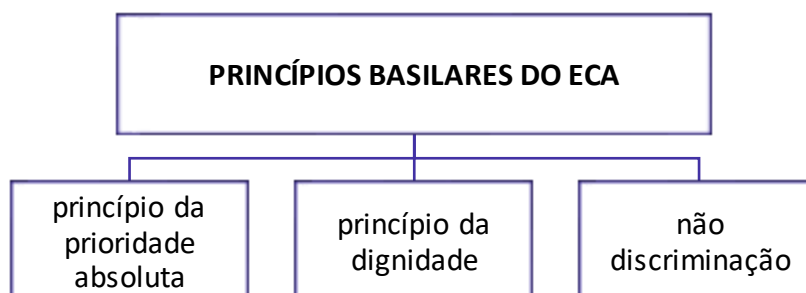 PRINCÍPIOS BASILARES DO ECA
princípio da
prioridade
absoluta
princípio da
dignidade
não
discriminação